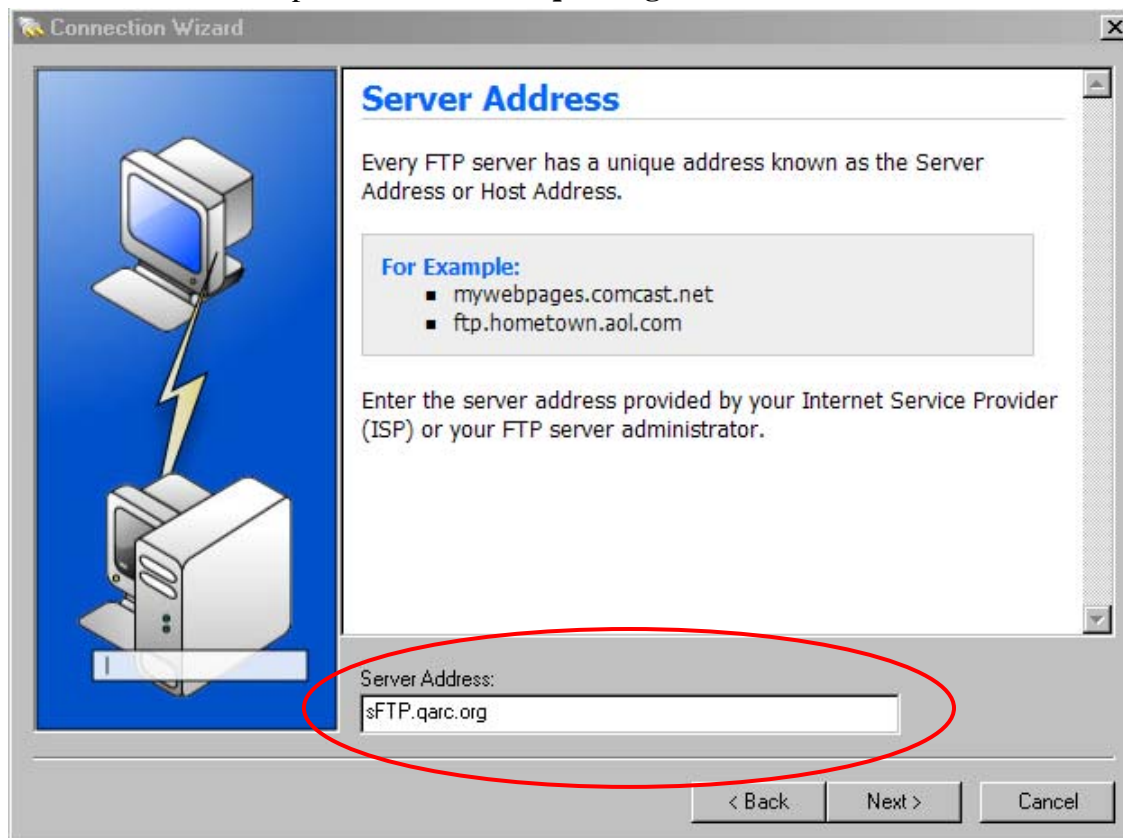 Connection Wizard
Server Address
Every FTP server has a unique address known as the Server
Address or Host Address.
For Example:
mywebpages.comcast.net
ftp.hometown.aol.com
Enter the server address provided by your Internet Service Provider
(ISP) or your FTP server administrator.
Server Address:
sFTP.qarc.org
< Back
Next >
Cancel